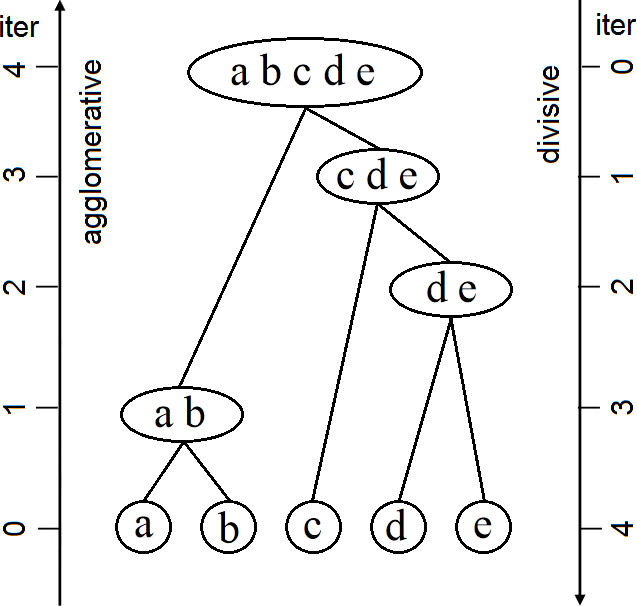 iter
iter
4
a b c d e
0
agglomerative
divisive
3
c d e
1
2
d e
2
1
a b
3
0
a
b
c
d
e
4